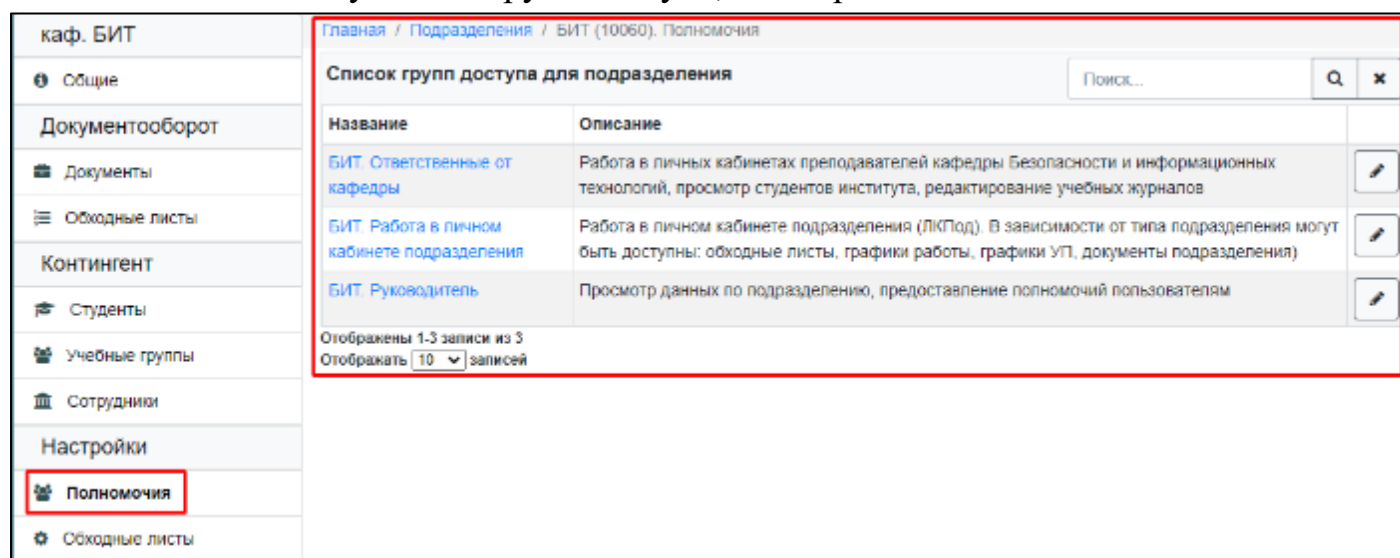 каф. БИТ
Общие
Документооборот
Документы
Обходные листы
Контингент
Студенты
Учебные группы
Сотрудники
Настройки
Полномочия
Обходные листы
Главная / Подразделения / БИТ (10060). Полномочия
Список групп доступа для подразделения
Поиск...
Название Описание
БИТ. Ответственные от
кафедры
Работа в личных кабинетах преподавателей кафедры Безопасности и информационных
технологий, просмотр студентов института, редактирование учебных журналов
БИТ. Работа в личном
кабинете подразделения
Работа в личном кабинете подразделения (ЛКПод). В зависимости от типа подразделения могут
быть доступны: обходные листы, графики работы, графики УП, документы подразделения)
БИТ. Руководитель
Просмотр данных по подразделению, предоставление полномочий пользователям
Отображены 1-3 записи из 3
Отображать 10 записей